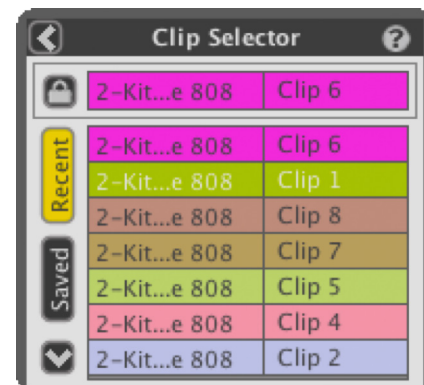 Clip Selector ?
2-Kit...e 808 Clip 6
Recent
2-Kit...e 808 Clip 6
2-Kit...e 808 Clip 1
2-Kit...e 808 Clip 8
Saved
2-Kit...e 808 Clip 7
2-Kit...e 808 Clip 5
2-Kit...e 808 Clip 4
2-Kit...e 808 Clip 2